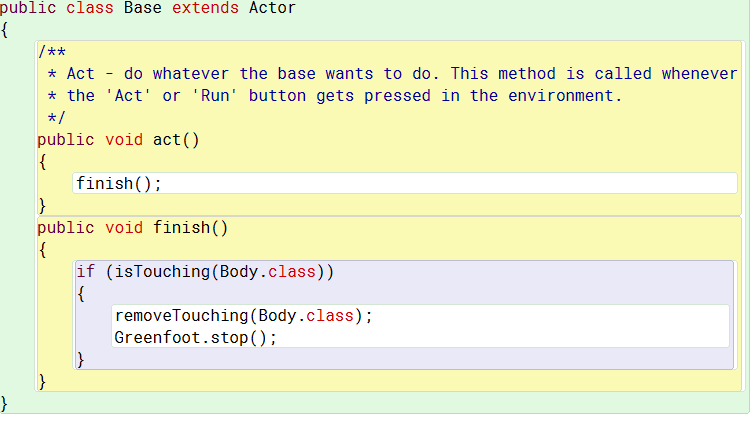 public class Base extends Actor
{
/**
* Act - do whatever the base wants to do. This method is called whenever
* the 'Act' or 'Run' button gets pressed in the environment.
*/
public void act()
{
finish();
}
public void finish()
{
if (isTouching(Body.class))
{
removeTouching(Body.class);
Greenfoot.stop();
}
}
}